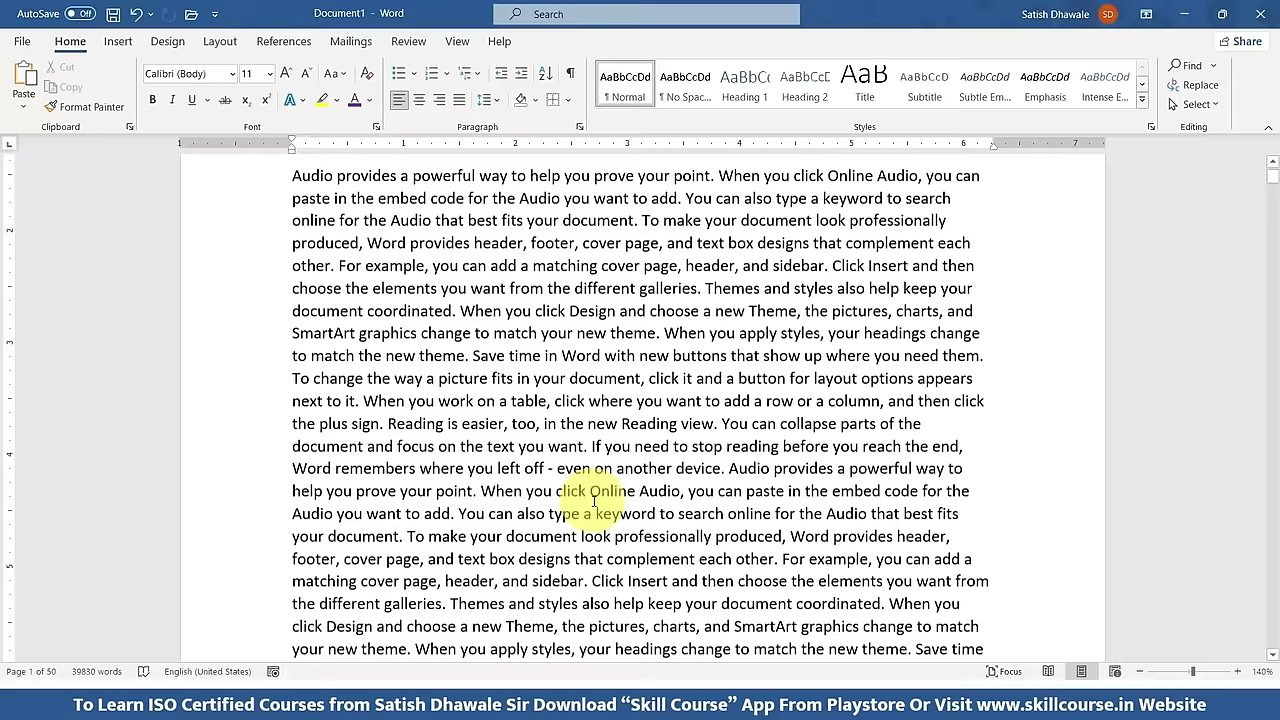 AutoSave Off Document1 - Word Search Satish Dhawale SD
File Home Insert Design Layout References Mailings Review View Help Share
Paste Cut Copy Format Painter Clipboard
Calibri (Body) 11 Aa B I U ab x2 x2 A A Font
Paragraph
AaBbCcDd AaBbCcDd AaBbCc AaBbCcE AaB AaBbCcD AaBbCcDd AaBbCcDd AaBbCcDd
¶ Normal ¶ No Spac... Heading 1 Heading 2 Title Subtitle Subtle Em... Emphasis Intense E...
Styles
Find Replace Select Editing
1 1 2 3 4 5 6 7
Audio provides a powerful way to help you prove your point. When you click Online Audio, you can
paste in the embed code for the Audio you want to add. You can also type a keyword to search
online for the Audio that best fits your document. To make your document look professionally
produced, Word provides header, footer, cover page, and text box designs that complement each
other. For example, you can add a matching cover page, header, and sidebar. Click Insert and then
choose the elements you want from the different galleries. Themes and styles also help keep your
document coordinated. When you click Design and choose a new Theme, the pictures, charts, and
SmartArt graphics change to match your new theme. When you apply styles, your headings change
to match the new theme. Save time in Word with new buttons that show up where you need them.
To change the way a picture fits in your document, click it and a button for layout options appears
next to it. When you work on a table, click where you want to add a row or a column, and then click
the plus sign. Reading is easier, too, in the new Reading view. You can collapse parts of the
document and focus on the text you want. If you need to stop reading before you reach the end,
Word remembers where you left off - even on another device. Audio provides a powerful way to
help you prove your point. When you click Online Audio, you can paste in the embed code for the
Audio you want to add. You can also type a keyword to search online for the Audio that best fits
your document. To make your document look professionally produced, Word provides header,
footer, cover page, and text box designs that complement each other. For example, you can add a
matching cover page, header, and sidebar. Click Insert and then choose the elements you want from
the different galleries. Themes and styles also help keep your document coordinated. When you
click Design and choose a new Theme, the pictures, charts, and SmartArt graphics change to match
your new theme. When you apply styles, your headings change to match the new theme. Save time
Page 1 of 50 39830 words English (United States) Focus 140%
To Learn ISO Certified Courses from Satish Dhawale Sir Download “Skill Course” App From Playstore Or Visit www.skillcourse.in Website